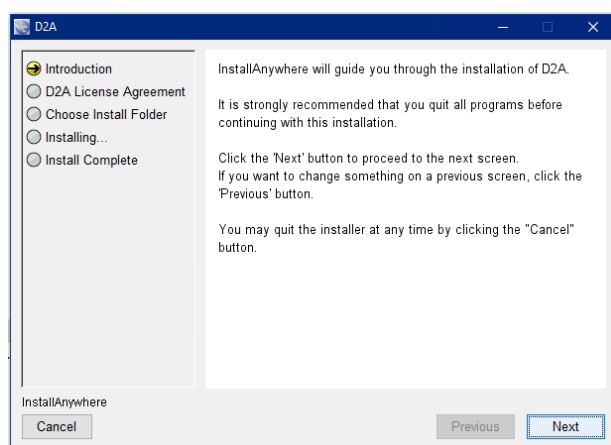 D2A
Introduction
D2A License Agreement
Choose Install Folder
Installing...
Install Complete
InstallAnywhere will guide you through the installation of D2A.
It is strongly recommended that you quit all programs before
continuing with this installation.
Click the 'Next' button to proceed to the next screen.
If you want to change something on a previous screen, click the
'Previous' button.
You may quit the installer at any time by clicking the "Cancel"
button.
InstallAnywhere
Cancel
Previous
Next